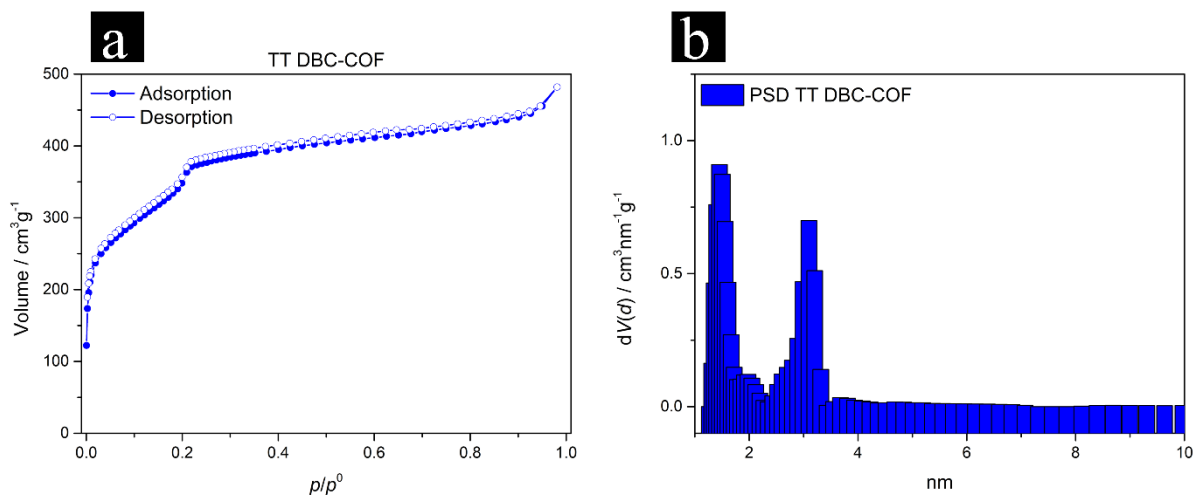 a
TT DBC-COF
500
400
300
200
100
0
Volume / cm³g⁻¹
Adsorption
Desorption
0.0 0.2 0.4 0.6 0.8 1.0
p/p⁰
b
PSD TT DBC-COF
1.0
0.5
0.0
dV(d) / cm³nm⁻¹g⁻¹
2 4 6 8 10
nm